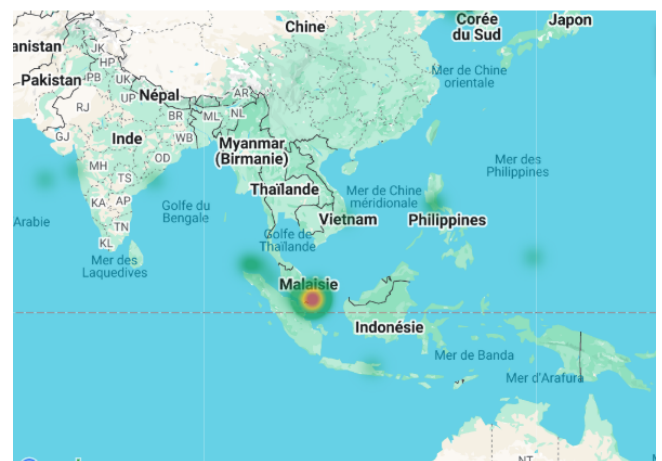 Chine
Corée
du Sud
Japon
anistan
JK
HP
Pakistan
PB
UK
Mer de Chine
orientale
RJ
UP
Népal
AR
GJ
BR
ML
NL
Inde
WB
Myanmar
(Birmanie)
MH
OD
TS
Mer des
Philippines
Thaïlande
Mer de Chine
méridionale
KA
AP
Golfe du
Bengale
Arabie
Vietnam
Philippines
TN
Golfe de
Thaïlande
KL
Mer des
Laquedives
Malaisie
Indonésie
Mer de Banda
Mer d'Arafura
NT